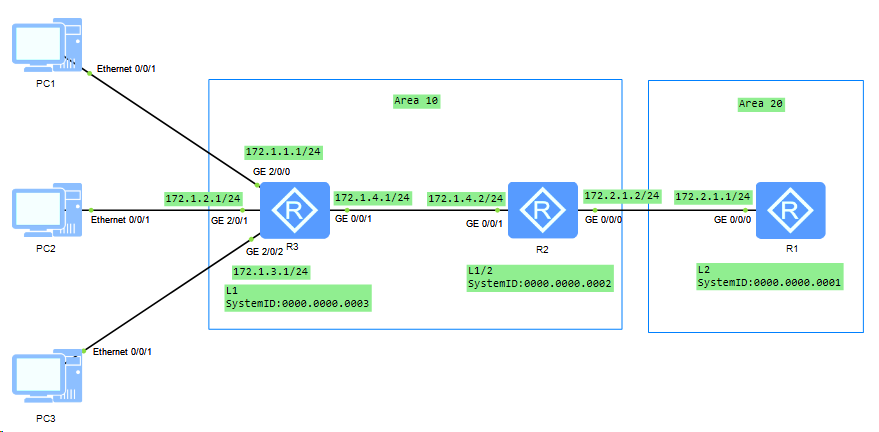 PC1
Ethernet 0/0/1
Area 10
Area 20
172.1.1.1/24
GE 2/0/0
172.1.2.1/24
172.1.4.1/24
172.1.4.2/24
172.2.1.2/24
172.2.1.1/24
R
R
R
Ethernet 0/0/1
GE 2/0/1
GE 0/0/1
GE 0/0/1
GE 0/0/0
GE 0/0/0
PC2
R3
R2
R1
GE 2/0/2
172.1.3.1/24
L1
SystemID:0000.0000.0003
L1/2
SystemID:0000.0000.0002
L2
SystemID:0000.0000.0001
Ethernet 0/0/1
PC3